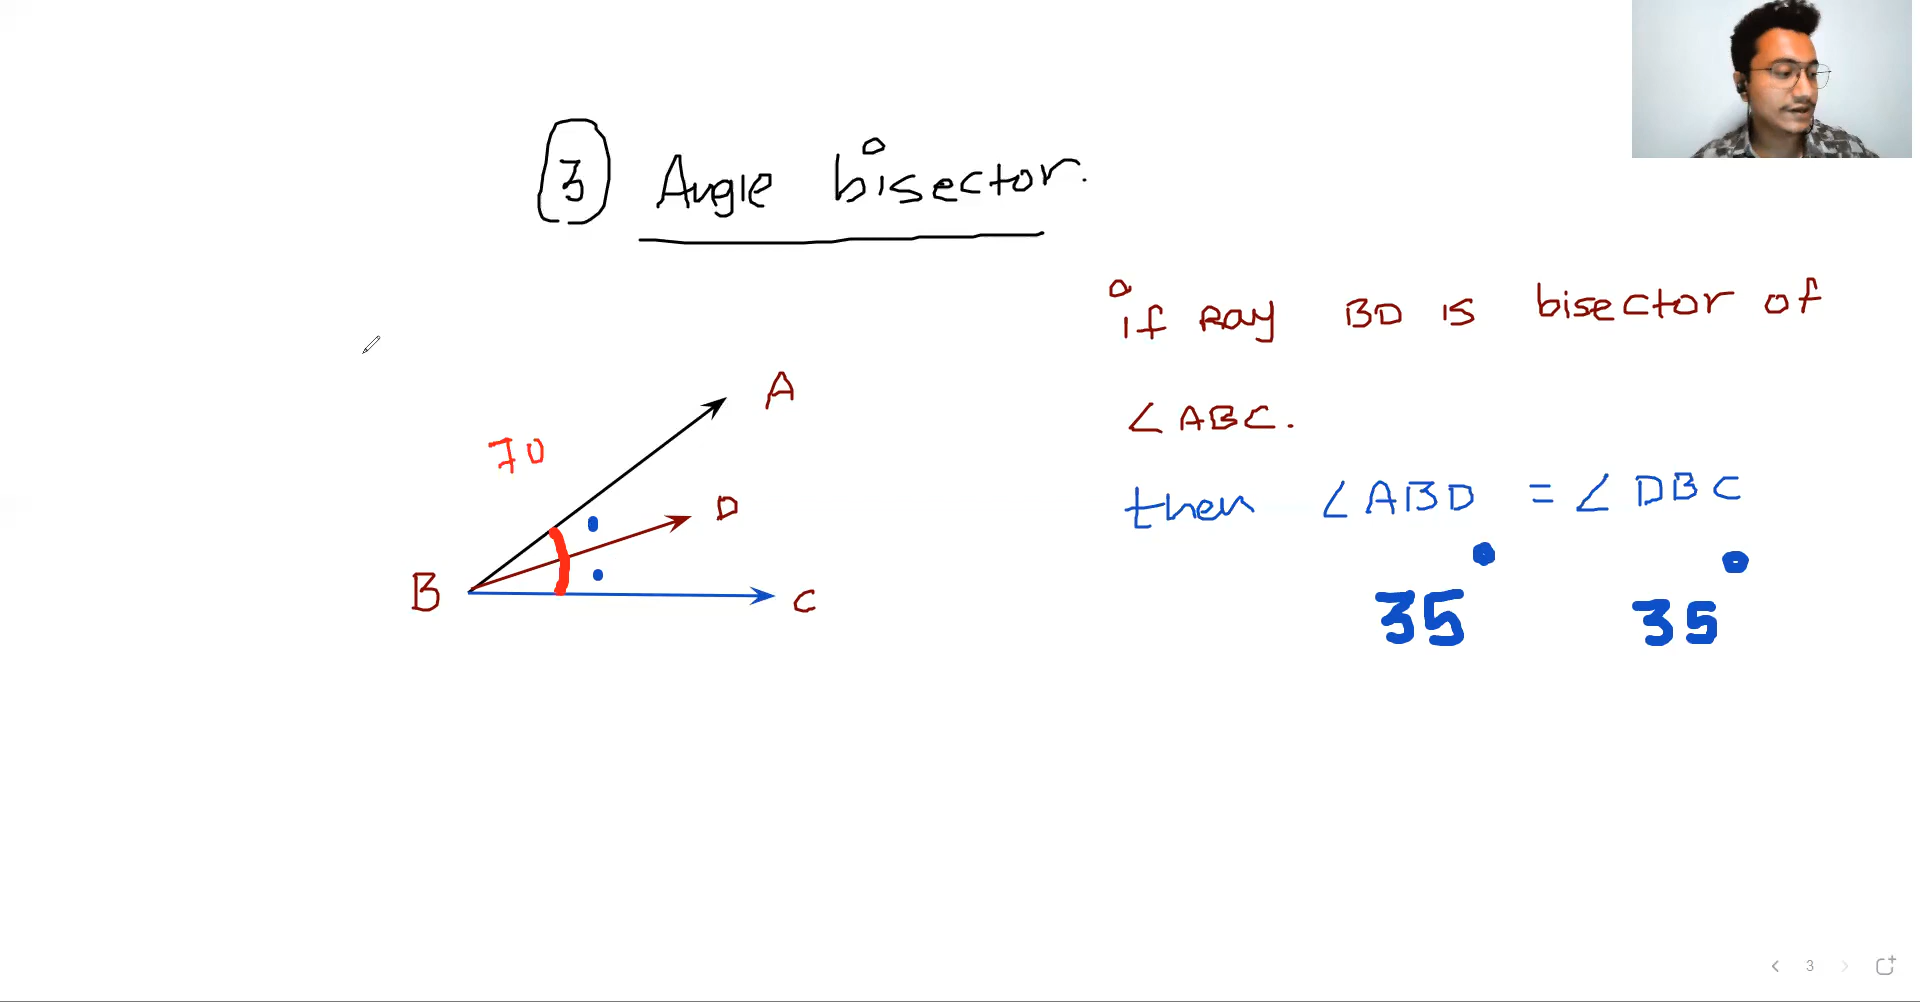 3 Angle bisector.
if Ray BD is bisector of
∠ABC.
then ∠ABD = ∠DBC
35° 35°
A
70
D
B
C
3